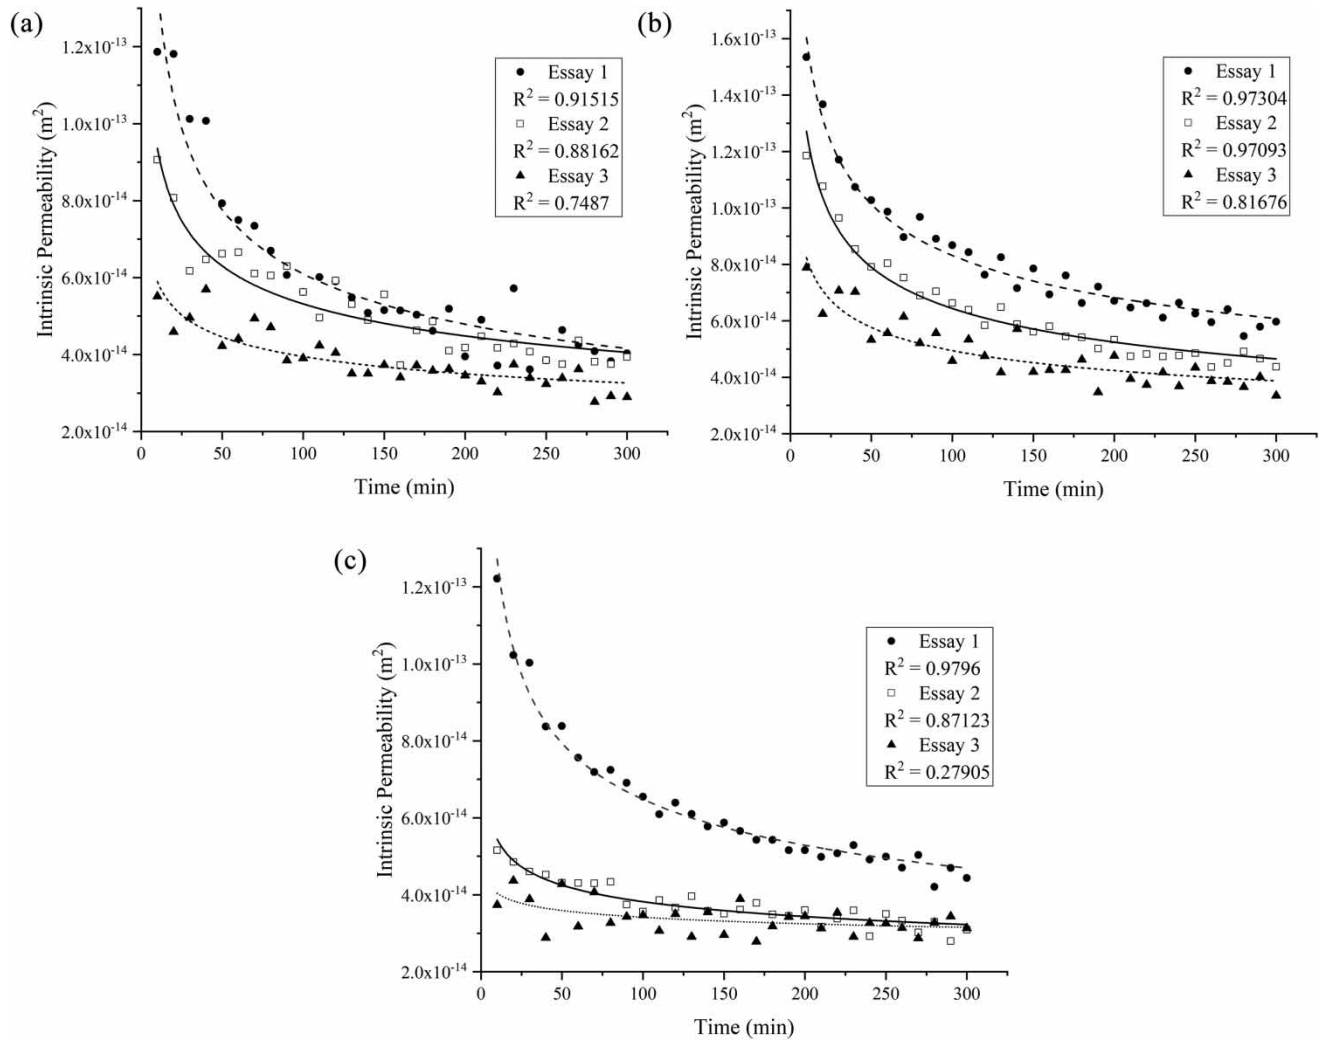 (a)
Intrinsic Permeability (m²)
1.2x10⁻¹³
1.0x10⁻¹³
8.0x10⁻¹⁴
6.0x10⁻¹⁴
4.0x10⁻¹⁴
2.0x10⁻¹⁴
0 50 100 150 200 250 300
Time (min)
Essay 1
R² = 0.91515
Essay 2
R² = 0.88162
Essay 3
R² = 0.7487
(b)
Intrinsic Permeability (m²)
1.6x10⁻¹³
1.4x10⁻¹³
1.2x10⁻¹³
1.0x10⁻¹³
8.0x10⁻¹⁴
6.0x10⁻¹⁴
4.0x10⁻¹⁴
2.0x10⁻¹⁴
0 50 100 150 200 250 300
Time (min)
Essay 1
R² = 0.97304
Essay 2
R² = 0.97093
Essay 3
R² = 0.81676
(c)
Intrinsic Permeability (m²)
1.2x10⁻¹³
1.0x10⁻¹³
8.0x10⁻¹⁴
6.0x10⁻¹⁴
4.0x10⁻¹⁴
2.0x10⁻¹⁴
0 50 100 150 200 250 300
Time (min)
Essay 1
R² = 0.9796
Essay 2
R² = 0.87123
Essay 3
R² = 0.27905